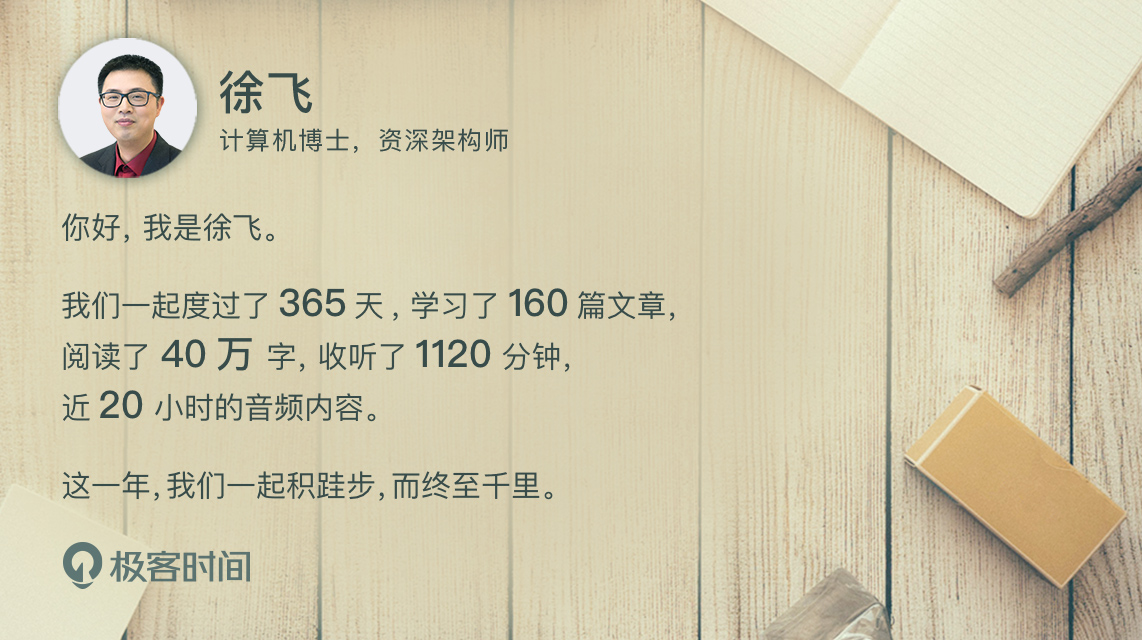 徐飞
计算机博士，资深架构师
你好，我是徐飞。
我们一起度过了 365 天，学习了 160 篇文章，
阅读了 40 万 字，收听了 1120 分钟，
近 20 小时的音频内容。
这一年，我们一起积跬步，而终至千里。
极客时间